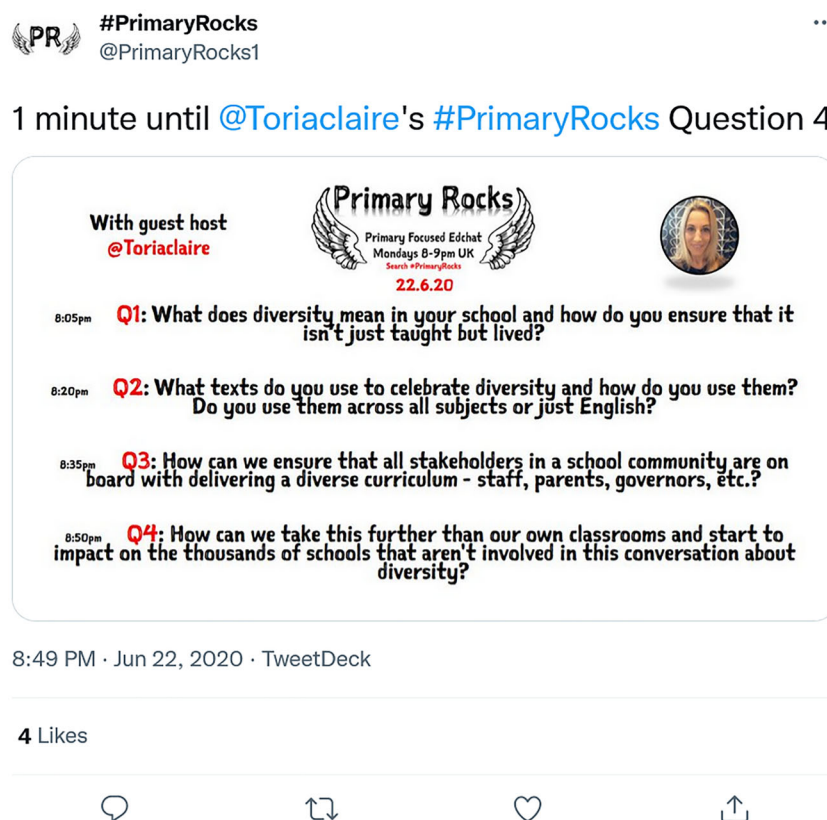 PR
#PrimaryRocks
@PrimaryRocks1
1 minute until @Toriaclaire's #PrimaryRocks Question 4
With guest host
@Toriaclaire
Primary Rocks
Primary Focused Edchat
Mondays 8-9pm UK
Search #PrimaryRocks
22.6.20
8:05pm Q1: What does diversity mean in your school and how do you ensure that it
isn't just taught but lived?
8:20pm Q2: What texts do you use to celebrate diversity and how do you use them?
Do you use them across all subjects or just English?
8:35pm Q3: How can we ensure that all stakeholders in a school community are on
board with delivering a diverse curriculum - staff, parents, governors, etc.?
8:50pm Q4: How can we take this further than our own classrooms and start to
impact on the thousands of schools that aren't involved in this conversation about
diversity?
8:49 PM · Jun 22, 2020 · TweetDeck
4 Likes